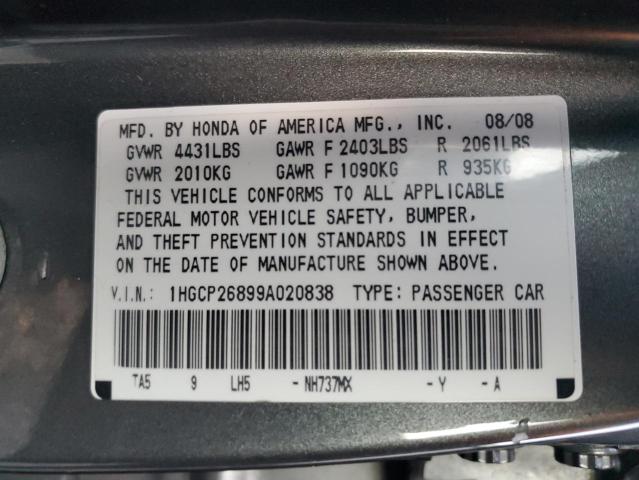 MFD. BY HONDA OF AMERICA MFG., INC. 08/08
GVWR 4431LBS GAWR F 2403LBS R 2061LBS
GVWR 2010KG GAWR F 1090KG R 935KG
THIS VEHICLE CONFORMS TO ALL APPLICABLE
FEDERAL MOTOR VEHICLE SAFETY, BUMPER,
AND THEFT PREVENTION STANDARDS IN EFFECT
ON THE DATE OF MANUFACTURE SHOWN ABOVE.
V.I.N.: 1HGCP26899A020838 TYPE: PASSENGER CAR
TA5 9 LH5 - NH737MX - Y - A